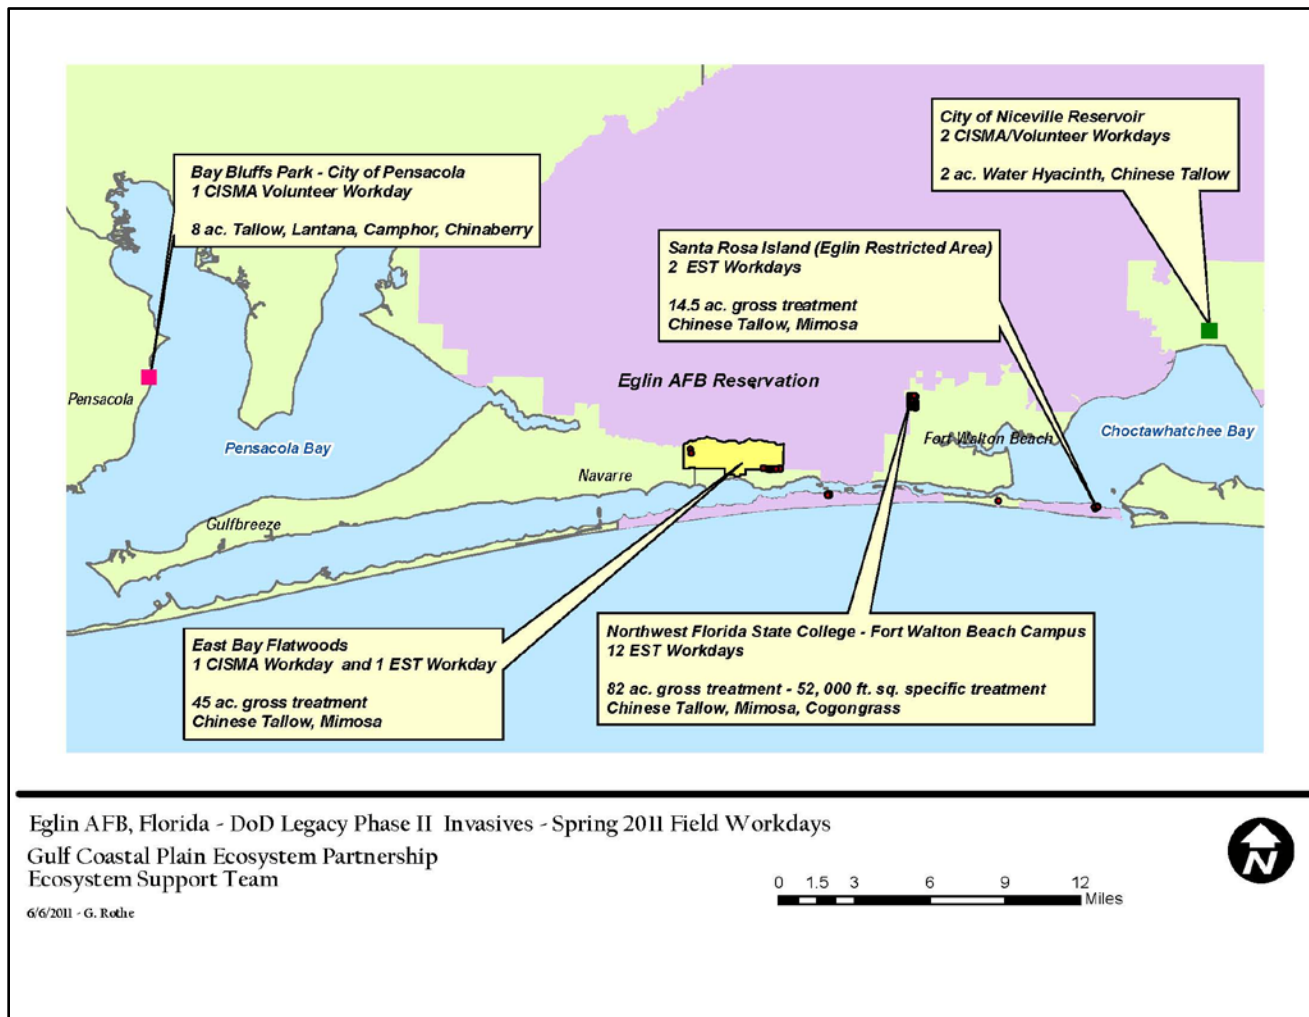 City of Niceville Reservoir
2 CISMA/Volunteer Workdays
2 ac. Water Hyacinth, Chinese Tallow
Bay Bluffs Park - City of Pensacola
1 CISMA Volunteer Workday
8 ac. Tallow, Lantana, Camphor, Chinaberry
Santa Rosa Island (Eglin Restricted Area)
2 EST Workdays
14.5 ac. gross treatment
Chinese Tallow, Mimosa
Eglin AFB Reservation
Pensacola
Pensacola Bay
Fort Walton Beach
Choctawhatchee Bay
Navarre
Gulfbreeze
East Bay Flatwoods
1 CISMA Workday and 1 EST Workday
45 ac. gross treatment
Chinese Tallow, Mimosa
Northwest Florida State College - Fort Walton Beach Campus
12 EST Workdays
82 ac. gross treatment - 52, 000 ft. sq. specific treatment
Chinese Tallow, Mimosa, Cogongrass
Eglin AFB, Florida - DoD Legacy Phase II Invasives - Spring 2011 Field Workdays
Gulf Coastal Plain Ecosystem Partnership
Ecosystem Support Team
6/6/2011 - G. Rothe
0 1.5 3 6 9 12
Miles
N